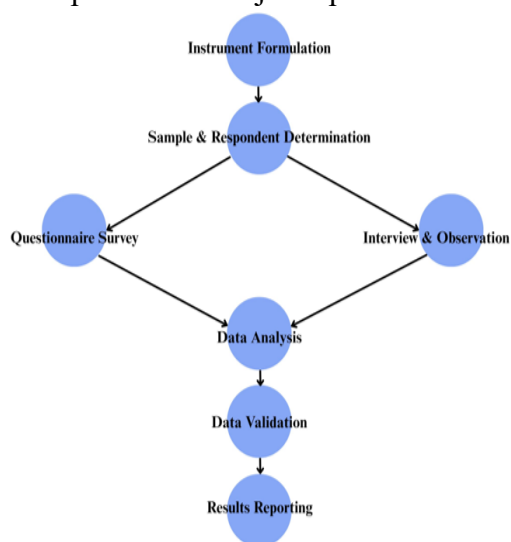 Instrument Formulation
Sample & Respondent Determination
Questionnaire Survey
Interview & Observation
Data Analysis
Data Validation
Results Reporting